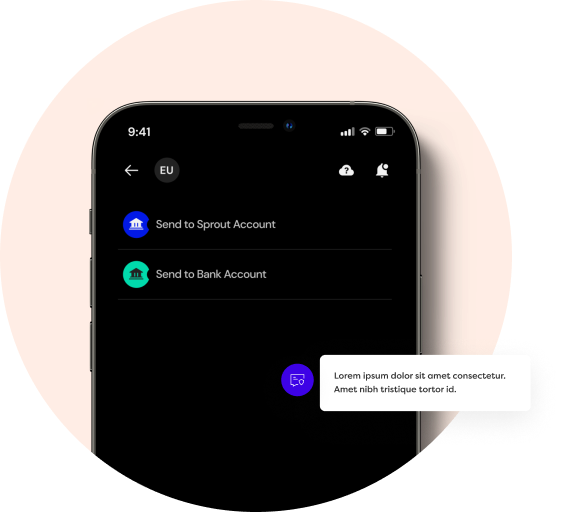 9:41
EU
?
Send to Sprout Account
Send to Bank Account
Lorem ipsum dolor sit amet consectetur.
Amet nibh tristique tortor id.